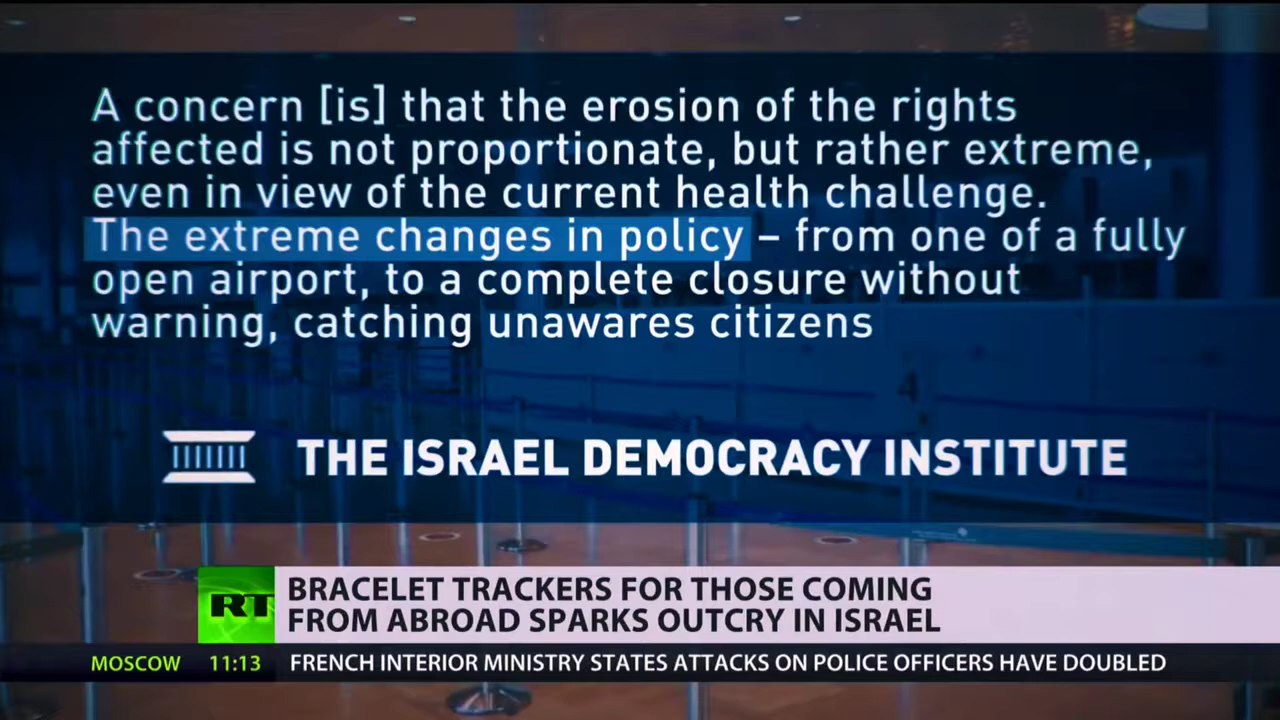 A concern [is] that the erosion of the rights
affected is not proportionate, but rather extreme,
even in view of the current health challenge.
The extreme changes in policy – from one of a fully
open airport, to a complete closure without
warning, catching unawares citizens
4
THE ISRAEL DEMOCRACY INSTITUTE
RT
BRACELET TRACKERS FOR THOSE COMING
FROM ABROAD SPARKS OUTCRY IN ISRAEL
MOSCOW 11:13 FRENCH INTERIOR MINISTRY STATES ATTACKS ON POLICE OFFICERS HAVE DOUBLED